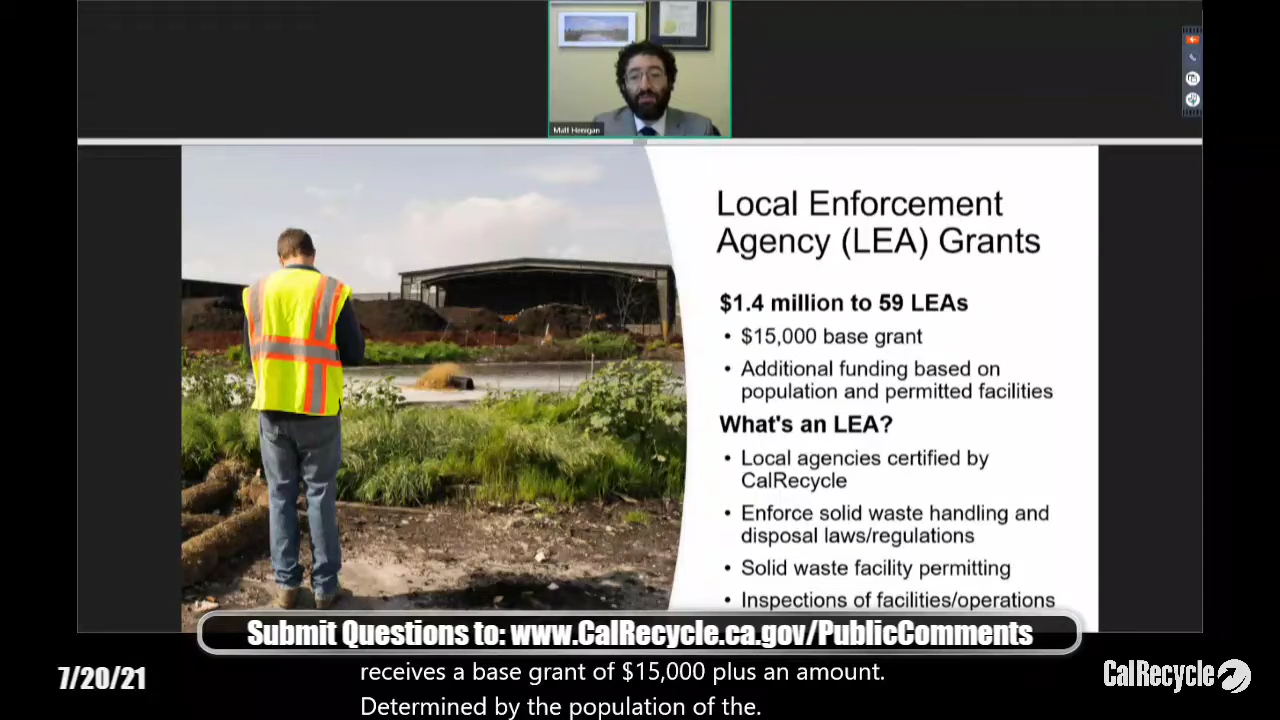 Matt Henigan
Local Enforcement
Agency (LEA) Grants
$1.4 million to 59 LEAs
• $15,000 base grant
• Additional funding based on
population and permitted facilities
What's an LEA?
• Local agencies certified by
CalRecycle
• Enforce solid waste handling and
disposal laws/regulations
• Solid waste facility permitting
• Inspections of facilities/operations
Submit Questions to: www.CalRecycle.ca.gov/PublicComments
receives a base grant of $15,000 plus an amount.
Determined by the population of the.
7/20/21
CalRecycle